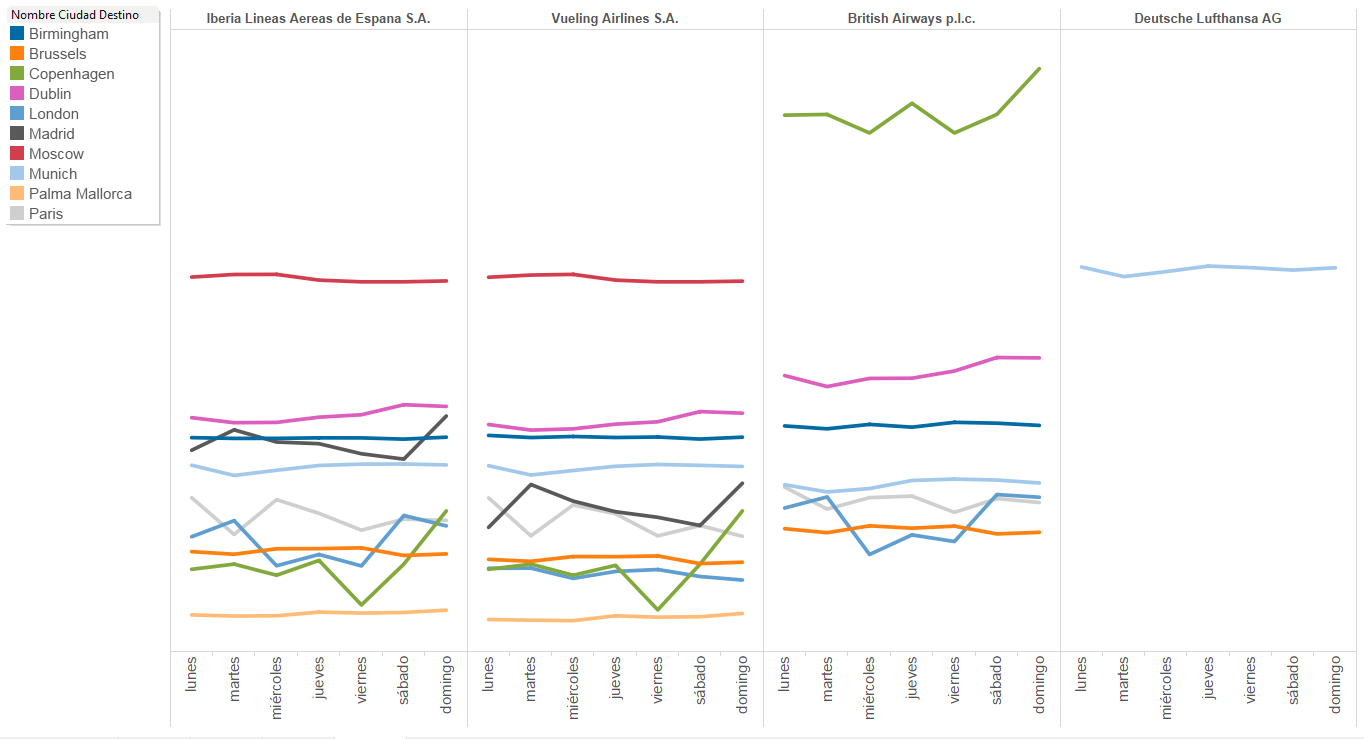 Nombre Ciudad Destino
Birmingham
Brussels
Copenhagen
Dublin
London
Madrid
Moscow
Munich
Palma Mallorca
Paris
Iberia Lineas Aereas de Espana S.A.
Vueling Airlines S.A.
British Airways p.l.c.
Deutsche Lufthansa AG
lunes
martes
miércoles
jueves
viernes
sábado
domingo
lunes
martes
miércoles
jueves
viernes
sábado
domingo
lunes
martes
miércoles
jueves
viernes
sábado
domingo
lunes
martes
miércoles
jueves
viernes
sábado
domingo